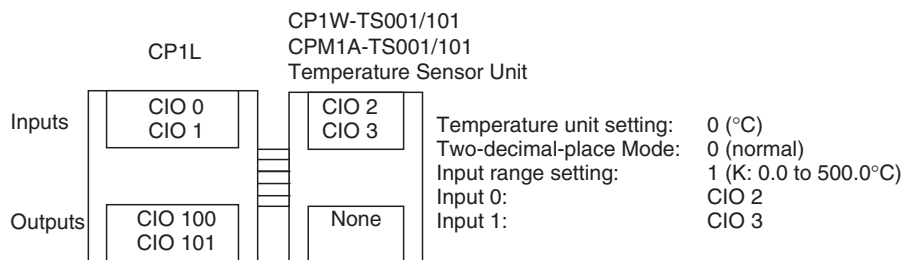 CP1W-TS001/101
CP1L
CPM1A-TS001/101
Temperature Sensor Unit
Inputs
CIO 0
CIO 1
CIO 2
CIO 3
Outputs
CIO 100
CIO 101
None
Temperature unit setting: 0 (°C)
Two-decimal-place Mode: 0 (normal)
Input range setting: 1 (K: 0.0 to 500.0°C)
Input 0: CIO 2
Input 1: CIO 3